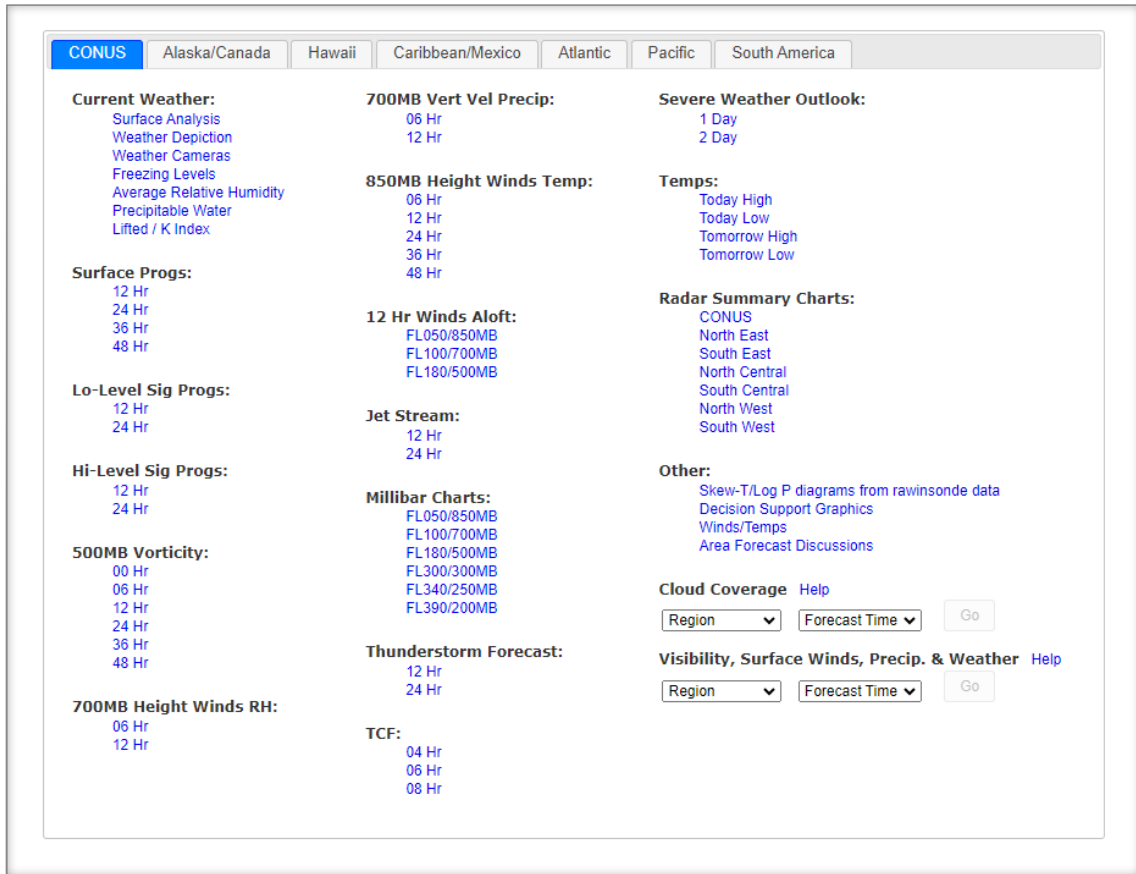 CONUS Alaska/Canada Hawaii Caribbean/Mexico Atlantic Pacific South America
Current Weather:
Surface Analysis
Weather Depiction
Weather Cameras
Freezing Levels
Average Relative Humidity
Precipitable Water
Lifted / K Index
Surface Progs:
12 Hr
24 Hr
36 Hr
48 Hr
Lo-Level Sig Progs:
12 Hr
24 Hr
Hi-Level Sig Progs:
12 Hr
24 Hr
500MB Vorticity:
00 Hr
06 Hr
12 Hr
24 Hr
36 Hr
48 Hr
700MB Height Winds RH:
06 Hr
12 Hr
700MB Vert Vel Precip:
06 Hr
12 Hr
850MB Height Winds Temp:
06 Hr
12 Hr
24 Hr
36 Hr
48 Hr
12 Hr Winds Aloft:
FL050/850MB
FL100/700MB
FL180/500MB
Jet Stream:
12 Hr
24 Hr
Millibar Charts:
FL050/850MB
FL100/700MB
FL180/500MB
FL300/300MB
FL340/250MB
FL390/200MB
Thunderstorm Forecast:
12 Hr
24 Hr
TCF:
04 Hr
06 Hr
08 Hr
Severe Weather Outlook:
1 Day
2 Day
Temps:
Today High
Today Low
Tomorrow High
Tomorrow Low
Radar Summary Charts:
CONUS
North East
South East
North Central
South Central
North West
South West
Other:
Skew-T/Log P diagrams from rawinsonde data
Decision Support Graphics
Winds/Temps
Area Forecast Discussions
Cloud Coverage Help
Region Forecast Time Go
Visibility, Surface Winds, Precip. & Weather Help
Region Forecast Time Go